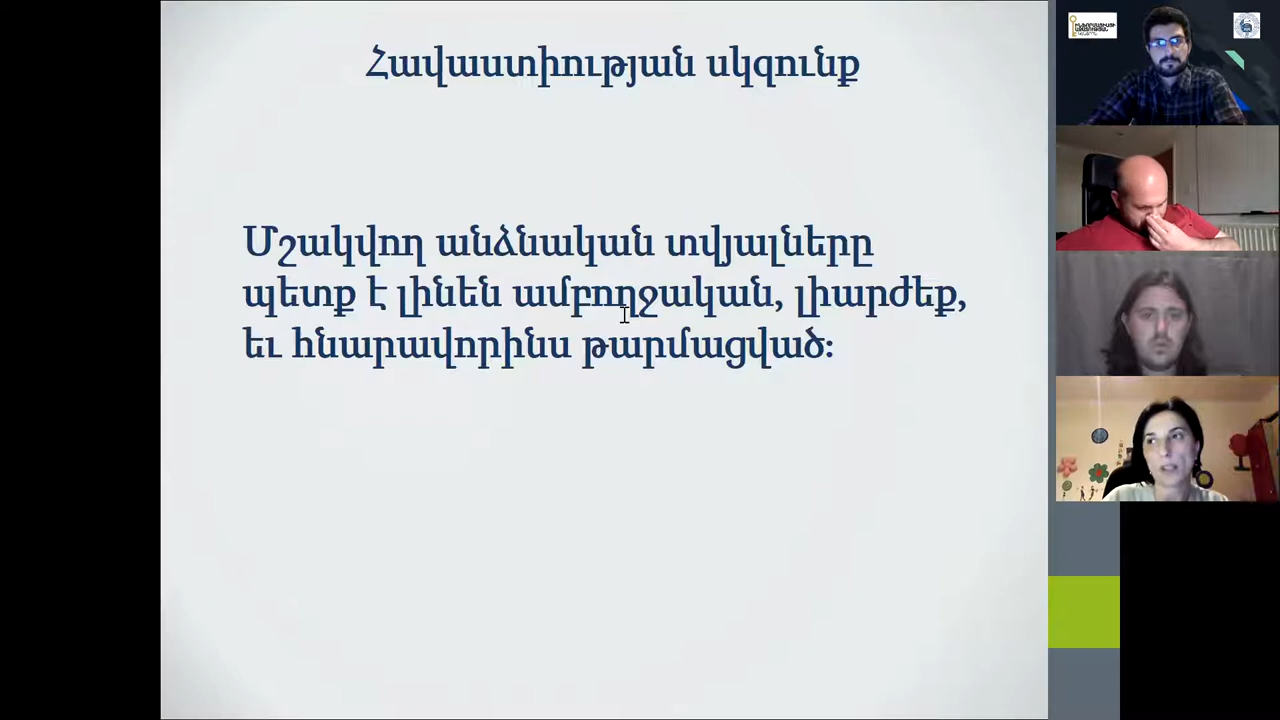 Հավաստիության սկզունք
Մշակվող անձնական տվյալները
պետք է լինեն ամբողջական, լիարժեք,
եւ հնարավորինս թարմացված։